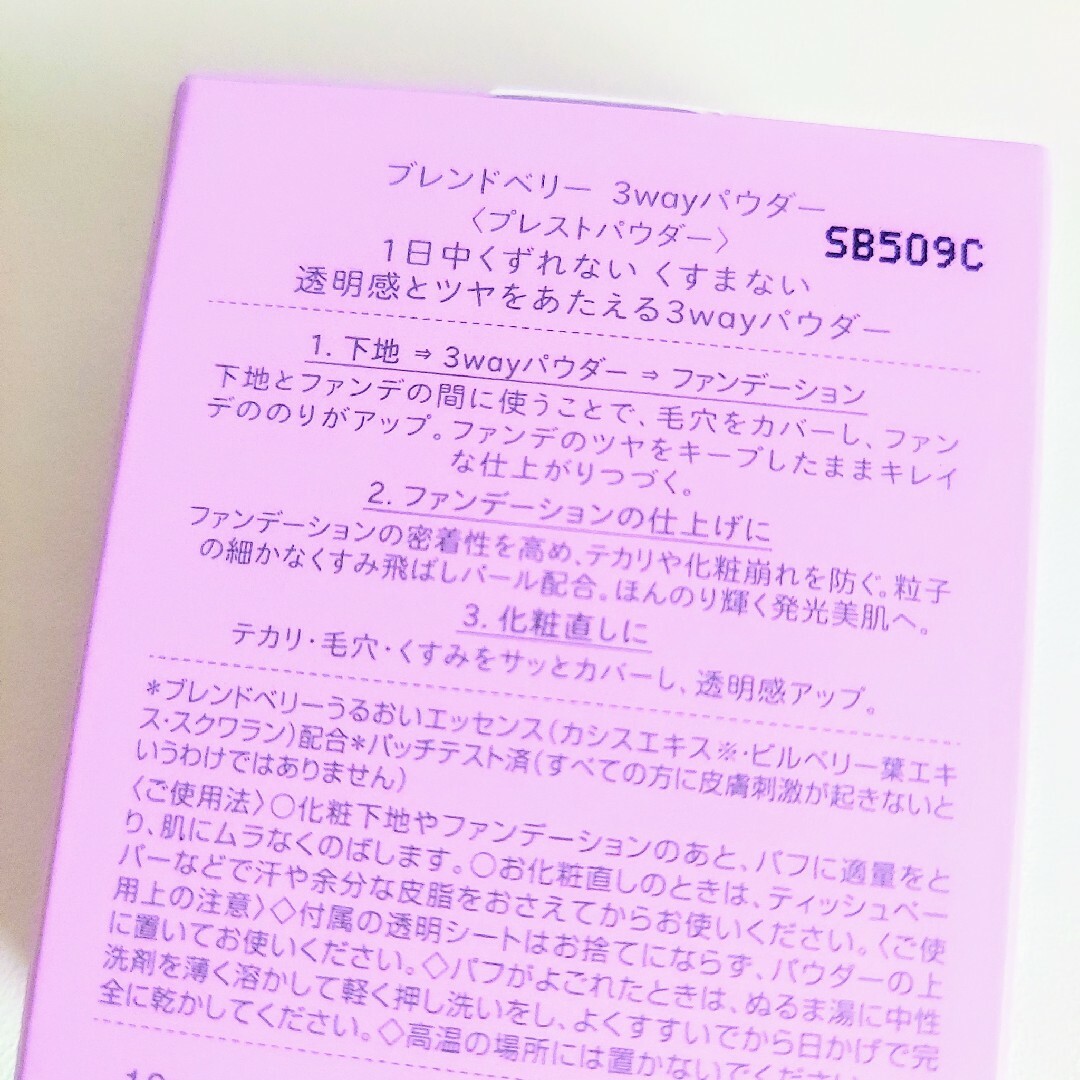 ブレンドベリー 3wayパウダー
〈プレストパウダー〉
SB509C
1日中くずれない くすまない
透明感とツヤをあたえる3wayパウダー
1. 下地 ⇒ 3wayパウダー ⇒ ファンデーション
下地とファンデの間に使うことで、毛穴をカバーし、ファン
デののりがアップ。ファンデのツヤをキープしたままキレイ
な仕上がりつづく。
2. ファンデーションの仕上げに
ファンデーションの密着性を高め、テカリや化粧崩れを防ぐ。粒子
の細かなくすみ飛ばしパール配合。ほんのり輝く発光美肌へ。
3. 化粧直しに
テカリ・毛穴・くすみをサッとカバーし、透明感アップ。
*ブレンドベリーうるおいエッセンス(カシスエキス※・ビルベリー葉エキ
ス・スクワラン)配合*パッチテスト済(すべての方に皮膚刺激が起きないと
いうわけではありません)
〈ご使用法〉○化粧下地やファンデーションのあと、パフに適量をと
り、肌にムラなくのばします。○お化粧直しのときは、ティッシュペー
パーなどで汗や余分な皮脂をおさえてからお使いください。〈ご使
用上の注意〉◇付属の透明シートはお捨てにならず、パウダーの上
に置いてお使いください。◇パフがよごれたときは、ぬるま湯に中性
洗剤を薄く溶かして軽く押し洗いをし、よくすすいでから日かげで完
全に乾かしてください。◇高温の場所には置かないでください